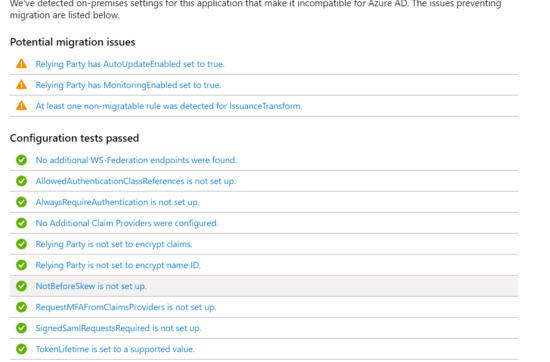 We've detected on-premises settings for this application that make it incompatible for Azure AD. The issues preventing
migration are listed below.
Potential migration issues
Relying Party has AutoUpdateEnabled set to true.
Relying Party has MonitoringEnabled set to true.
At least one non-migratable rule was detected for IssuanceTransform.
Configuration tests passed
No additional WS-Federation endpoints were found.
AllowedAuthenticationClassReferences is not set up.
AlwaysRequireAuthentication is not set up.
No Additional Claim Providers were configured.
Relying Party is not set to encrypt claims.
Relying Party is not set to encrypt name ID.
NotBeforeSkew is not set up.
RequestMFAFromClaimsProviders is not set up.
SignedSamlRequestsRequired is not set up.
TokenLifetime is set to a supported value.